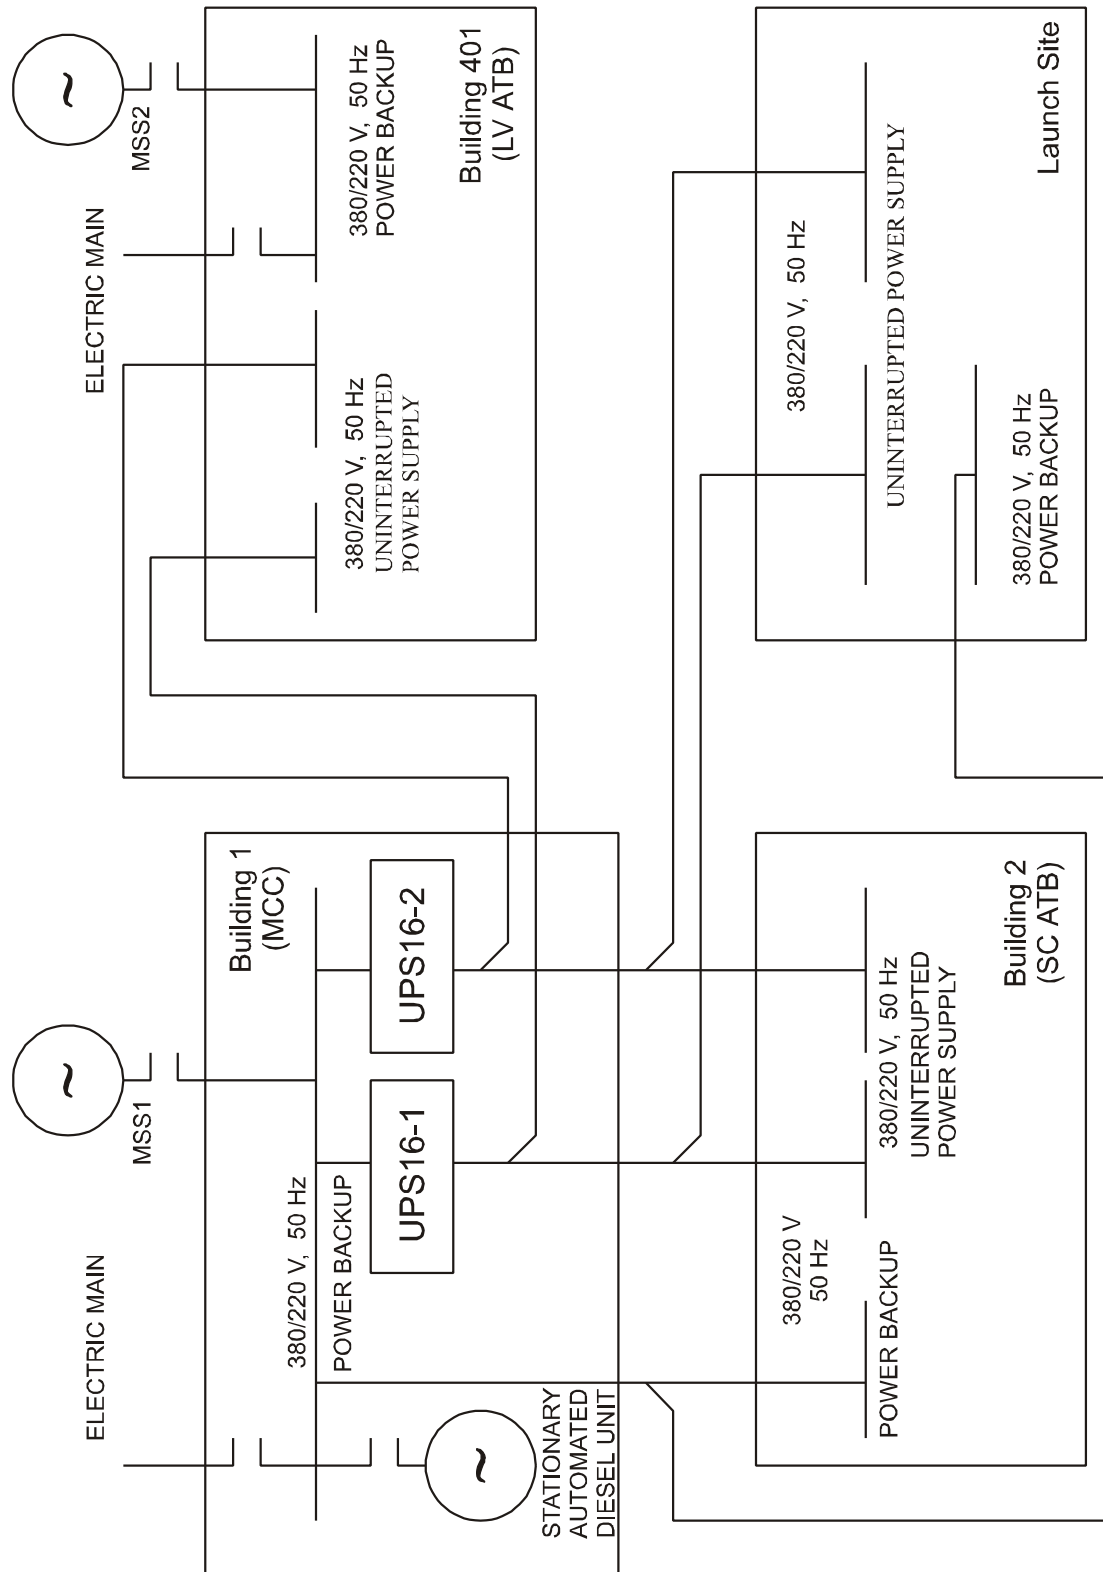 ELECTRIC MAIN
MSS1
Building 1
(MCC)
380/220 V, 50 Hz
POWER BACKUP
UPS16-1
UPS16-2
STATIONARY
AUTOMATED
DIESEL UNIT
ELECTRIC MAIN
MSS2
380/220 V, 50 Hz
UNINTERRUPTED
POWER SUPPLY
380/220 V, 50 Hz
POWER BACKUP
Building 401
(LV ATB)
380/220 V
50 Hz
POWER BACKUP
380/220 V, 50 Hz
UNINTERRUPTED
POWER SUPPLY
Building 2
(SC ATB)
380/220 V, 50 Hz
UNINTERRUPTED POWER SUPPLY
380/220 V, 50 Hz
POWER BACKUP
Launch Site